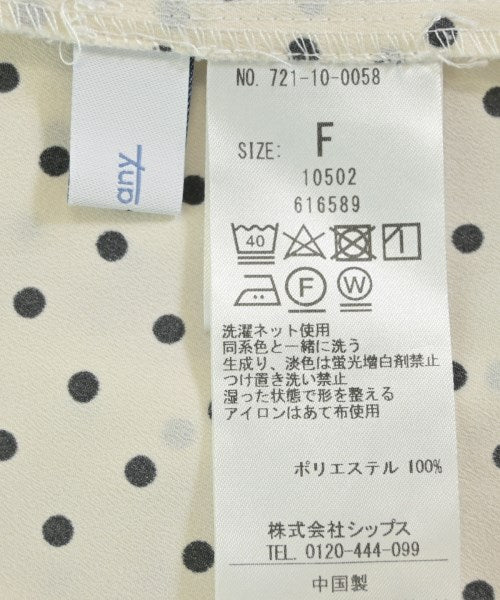 any
NO. 721-10-0058
SIZE: F
10502
616589
40
F W
洗濯ネット使用
同系色と一緒に洗う
生成り、淡色は蛍光増白剤禁止
つけ置き洗い禁止
湿った状態で形を整える
アイロンはあて布使用
ポリエステル 100%
株式会社シップス
TEL. 0120-444-099
中国製